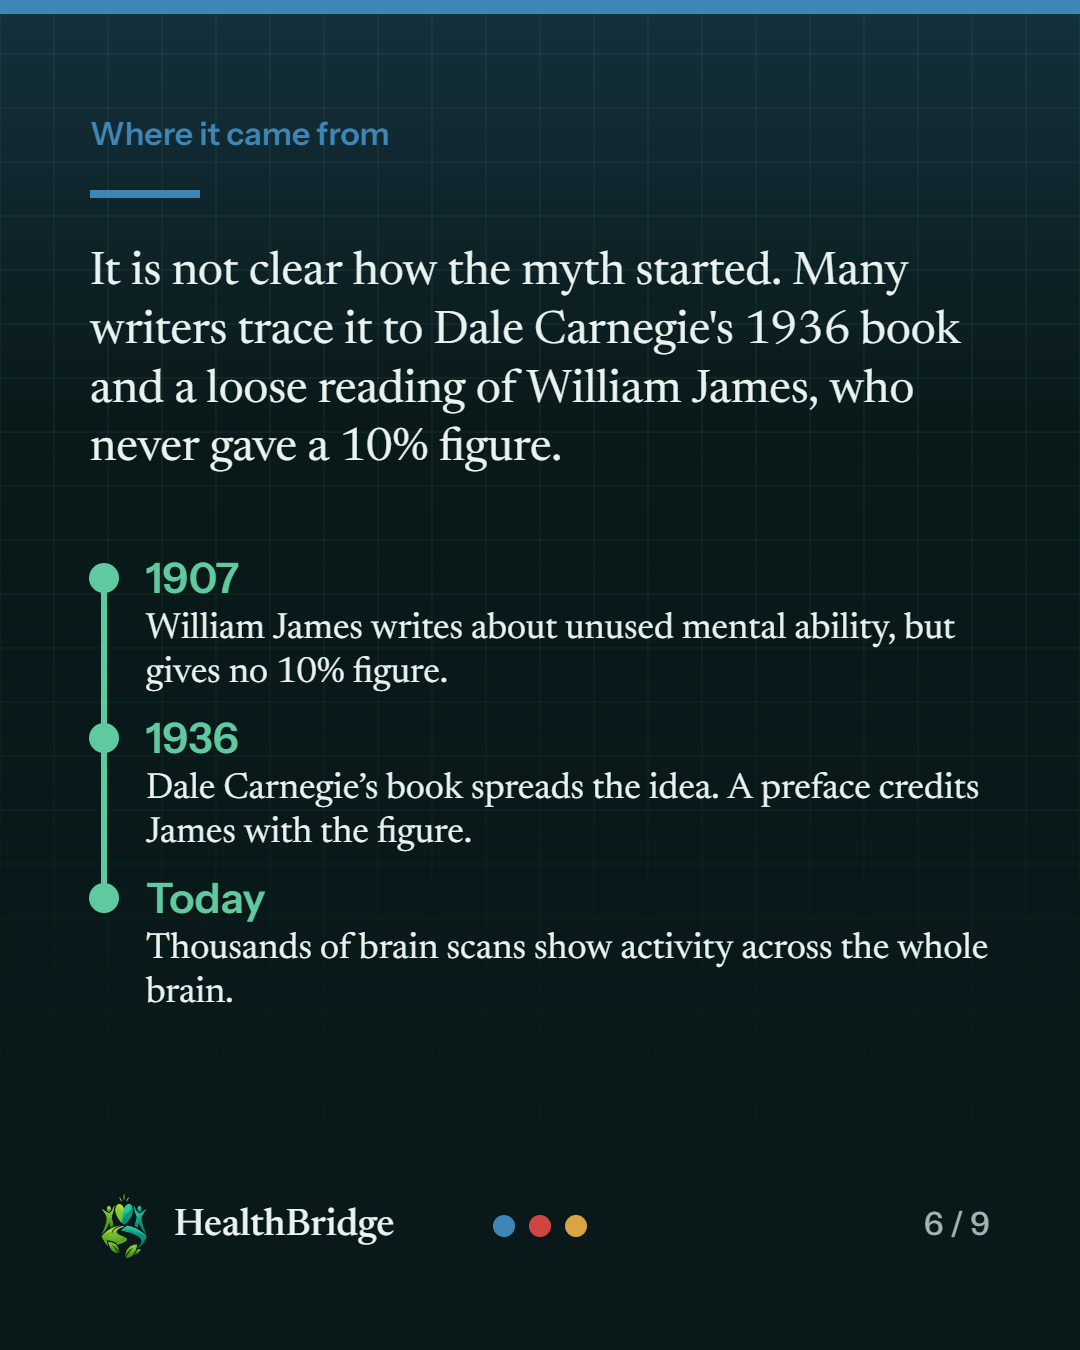 Where it came from
It is not clear how the myth started. Many
writers trace it to Dale Carnegie's 1936 book
and a loose reading of William James, who
never gave a 10% figure.
1907
William James writes about unused mental ability, but
gives no 10% figure.
1936
Dale Carnegie’s book spreads the idea. A preface credits
James with the figure.
Today
Thousands of brain scans show activity across the whole
brain.
HealthBridge
6 / 9